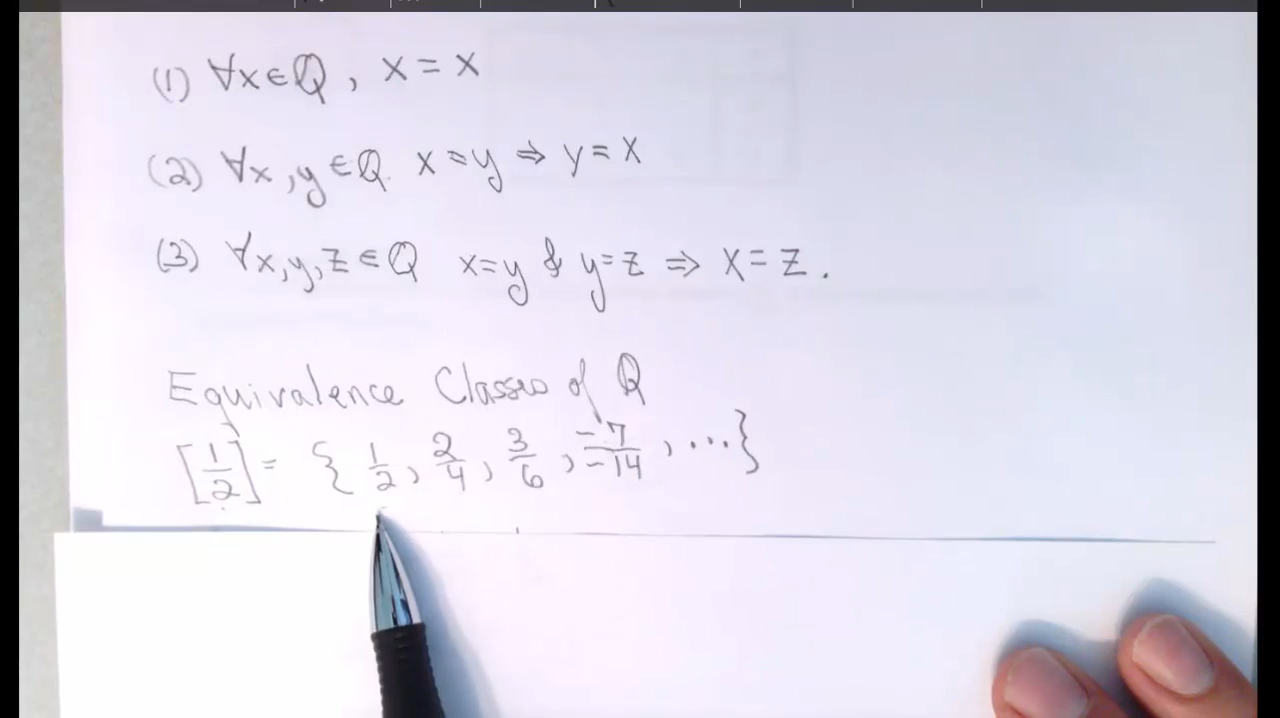 (1) ∀x∈Q, x = x
(2) ∀x,y∈Q x=y ⇒ y=x
(3) ∀x,y,z∈Q x=y & y=z ⇒ x=z.
Equivalence Classes of Q
[1/2] = { 1/2, 2/4, 3/6, -7/-14, ...}